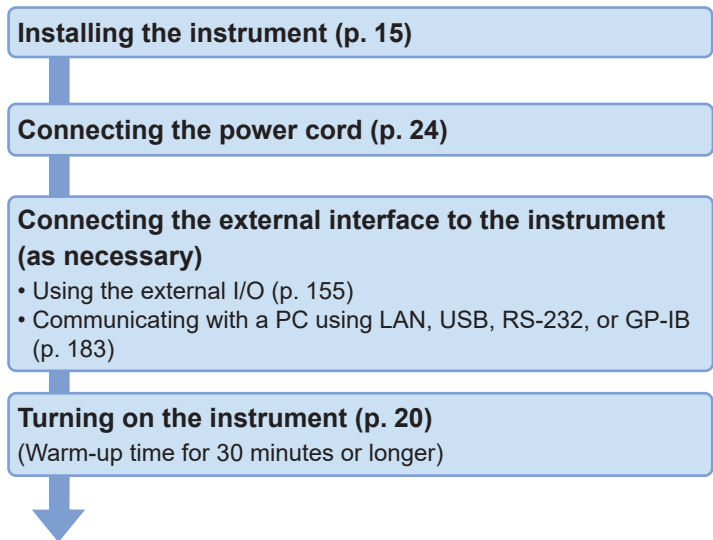 Installing the instrument (p. 15)
Connecting the power cord (p. 24)
Connecting the external interface to the instrument
(as necessary)
• Using the external I/O (p. 155)
• Communicating with a PC using LAN, USB, RS-232, or GP-IB
(p. 183)
Turning on the instrument (p. 20)
(Warm-up time for 30 minutes or longer)